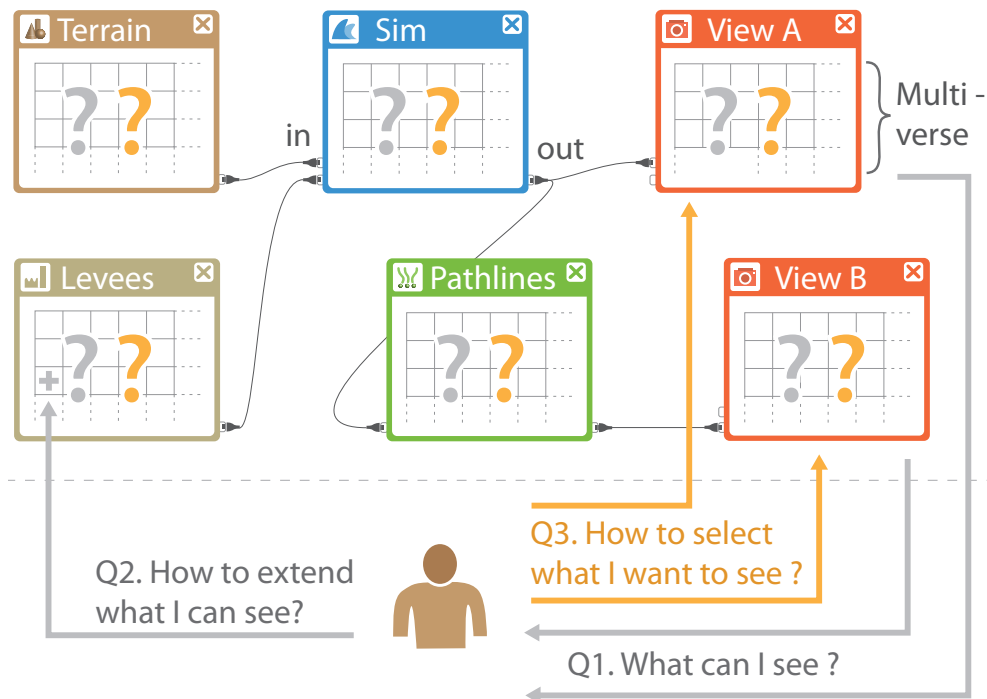 Terrain
? ?
Sim
? ?
View A
? ?
in
out
Multi -
verse
Levees
? ?
Pathlines
? ?
View B
? ?
Q3. How to select
what I want to see ?
Q2. How to extend
what I can see?
Q1. What can I see ?